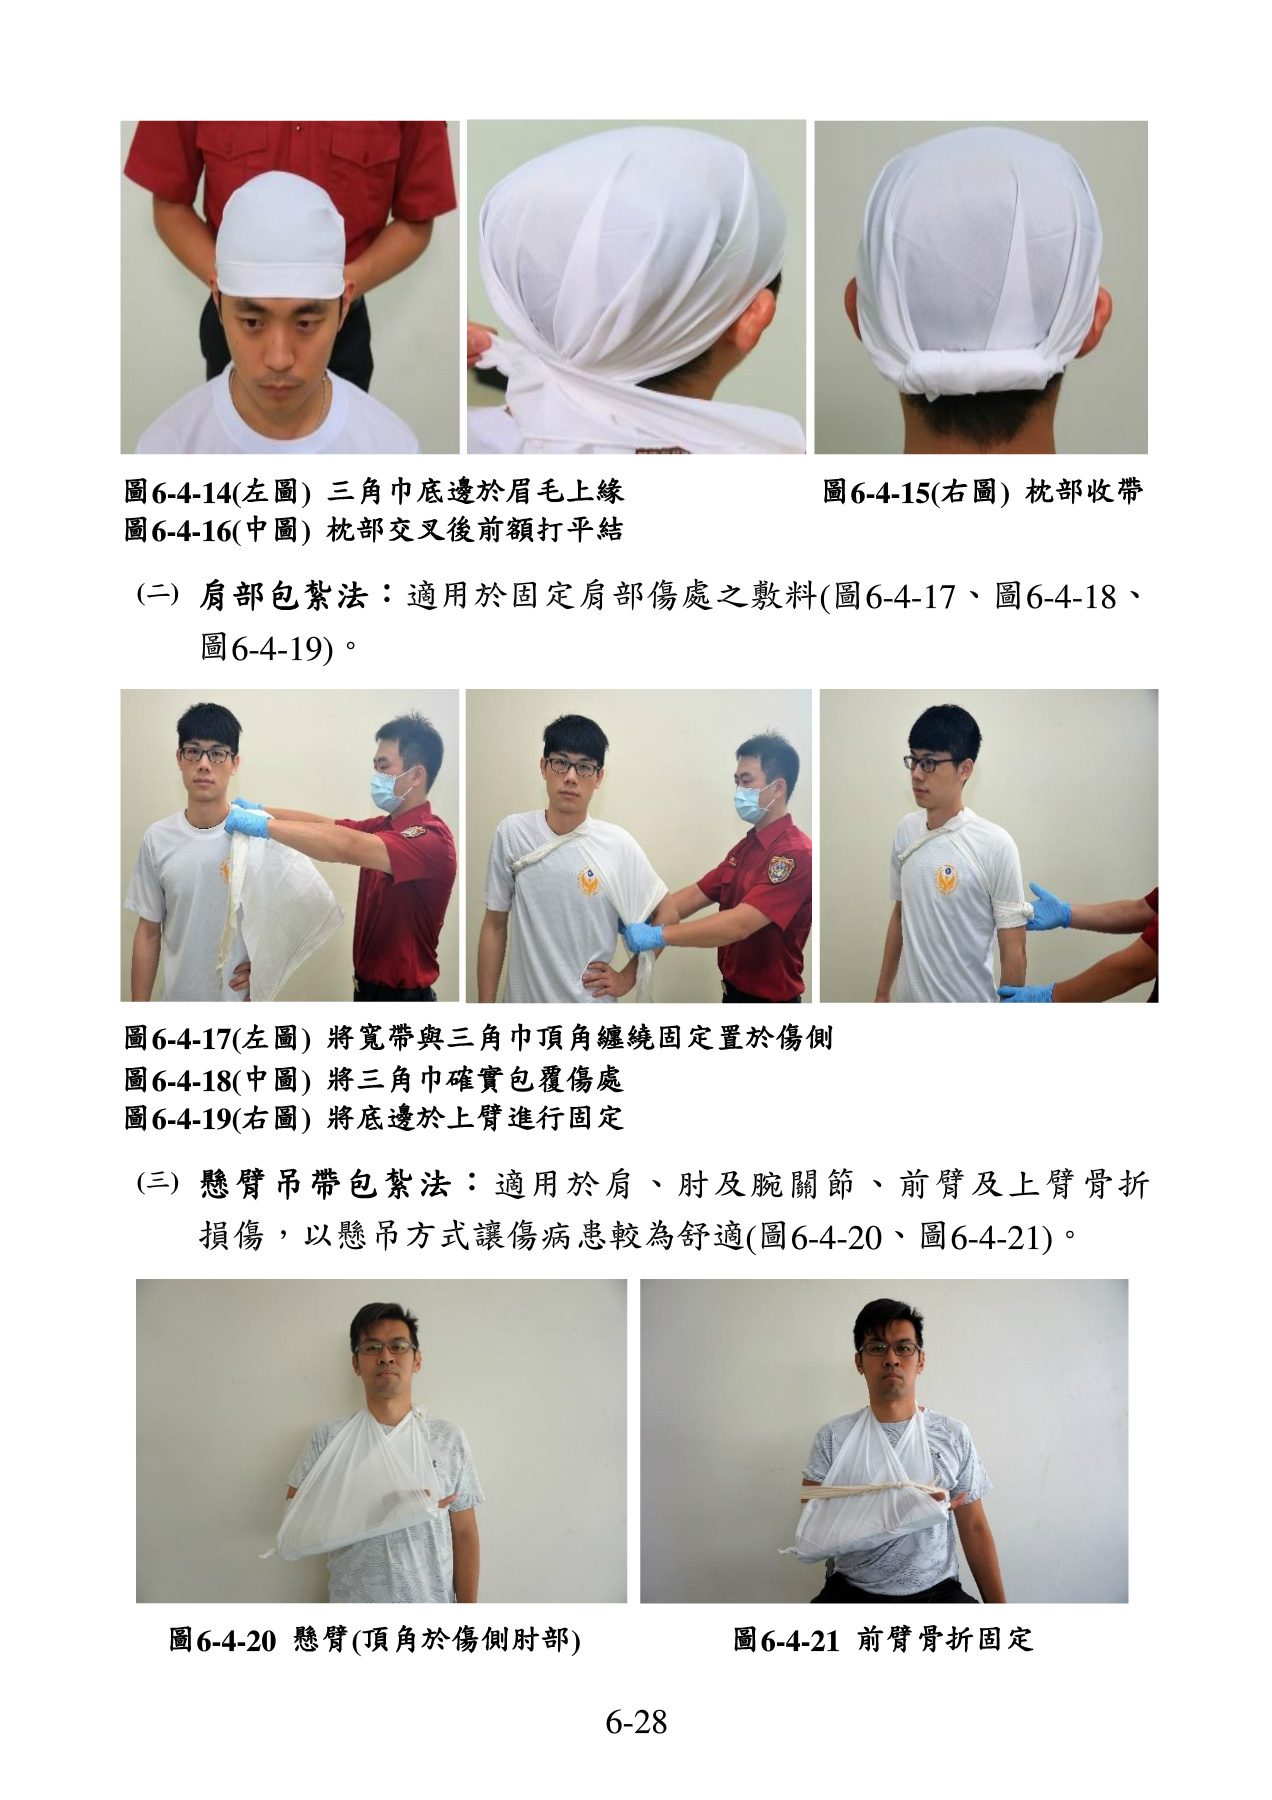 圖6-4-14(左圖) 三角巾底邊於眉毛上緣
圖6-4-15(右圖) 枕部收帶
圖6-4-16(中圖) 枕部交叉後前額打平結
(二) 肩部包紮法：適用於固定肩部傷處之敷料(圖6-4-17、圖6-4-18、
圖6-4-19)。
圖6-4-17(左圖) 將寬帶與三角巾頂角纏繞固定置於傷側
圖6-4-18(中圖) 將三角巾確實包覆傷處
圖6-4-19(右圖) 將底邊於上臂進行固定
(三) 懸臂吊帶包紮法：適用於肩、肘及腕關節、前臂及上臂骨折
損傷，以懸吊方式讓傷病患較為舒適(圖6-4-20、圖6-4-21)。
圖6-4-20 懸臂(頂角於傷側肘部)
圖6-4-21 前臂骨折固定
6-28